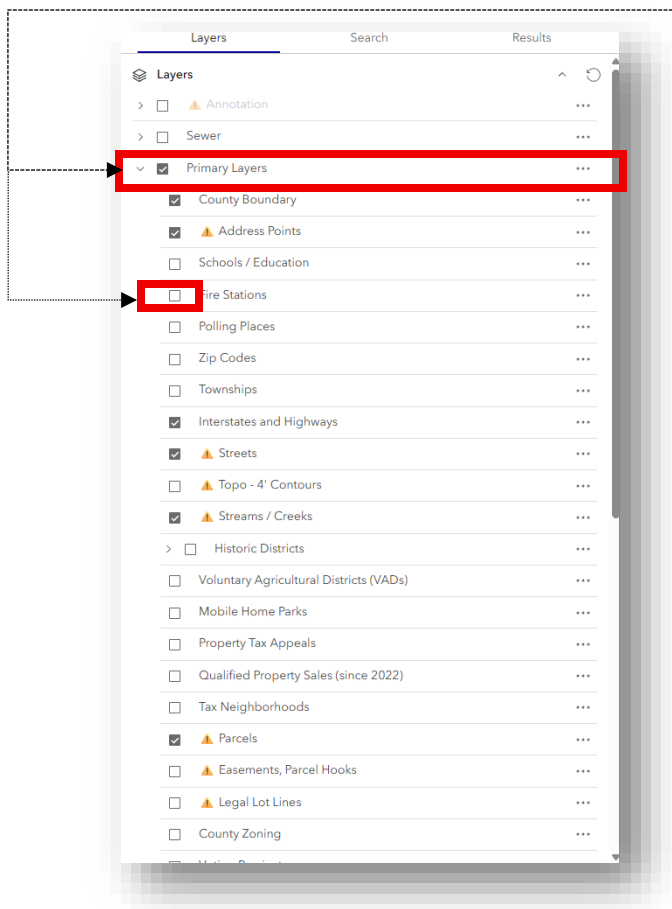 Layers Search Results
Layers
Annotation
Sewer
Primary Layers
County Boundary
Address Points
Schools / Education
Fire Stations
Polling Places
Zip Codes
Townships
Interstates and Highways
Streets
Topo - 4' Contours
Streams / Creeks
Historic Districts
Voluntary Agricultural Districts (VADs)
Mobile Home Parks
Property Tax Appeals
Qualified Property Sales (since 2022)
Tax Neighborhoods
Parcels
Easements, Parcel Hooks
Legal Lot Lines
County Zoning